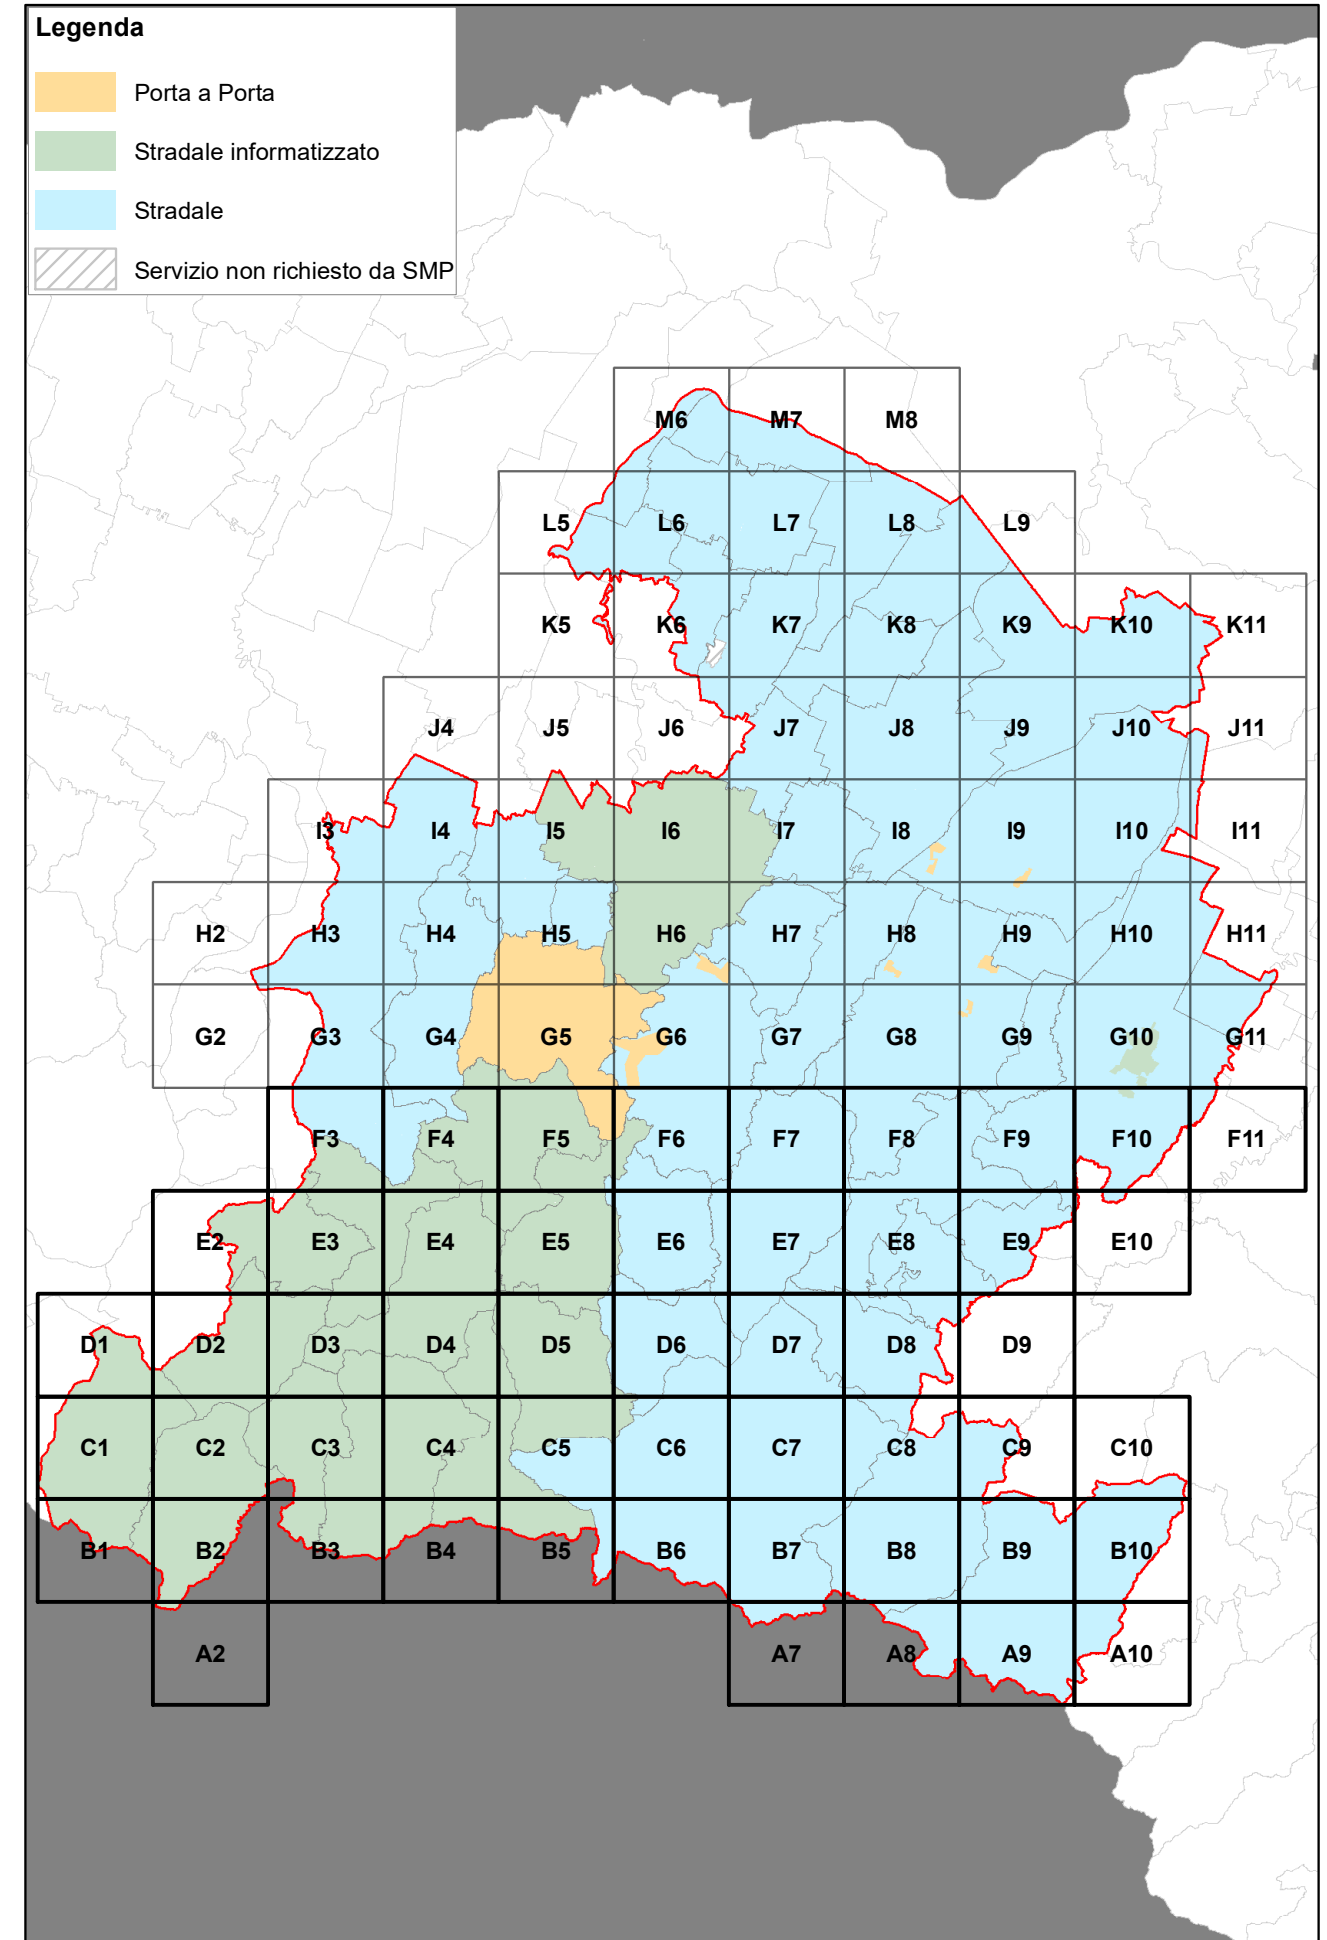 Legenda
Porta a Porta
Stradale informatizzato
Stradale
Servizio non richiesto da SMP
M6 M7 M8
L5 L6 L7 L8 L9
K5 K6 K7 K8 K9 K10 K11
J4 J5 J6 J7 J8 J9 J10 J11
I3 I4 I5 I6 I7 I8 I9 I10 I11
H2 H3 H4 H5 H6 H7 H8 H9 H10 H11
G2 G3 G4 G5 G6 G7 G8 G9 G10 G11
F3 F4 F5 F6 F7 F8 F9 F10 F11
E2 E3 E4 E5 E6 E7 E8 E9 E10
D1 D2 D3 D4 D5 D6 D7 D8 D9
C1 C2 C3 C4 C5 C6 C7 C8 C9 C10
B1 B2 B3 B4 B5 B6 B7 B8 B9 B10
A2 A7 A8 A9 A10